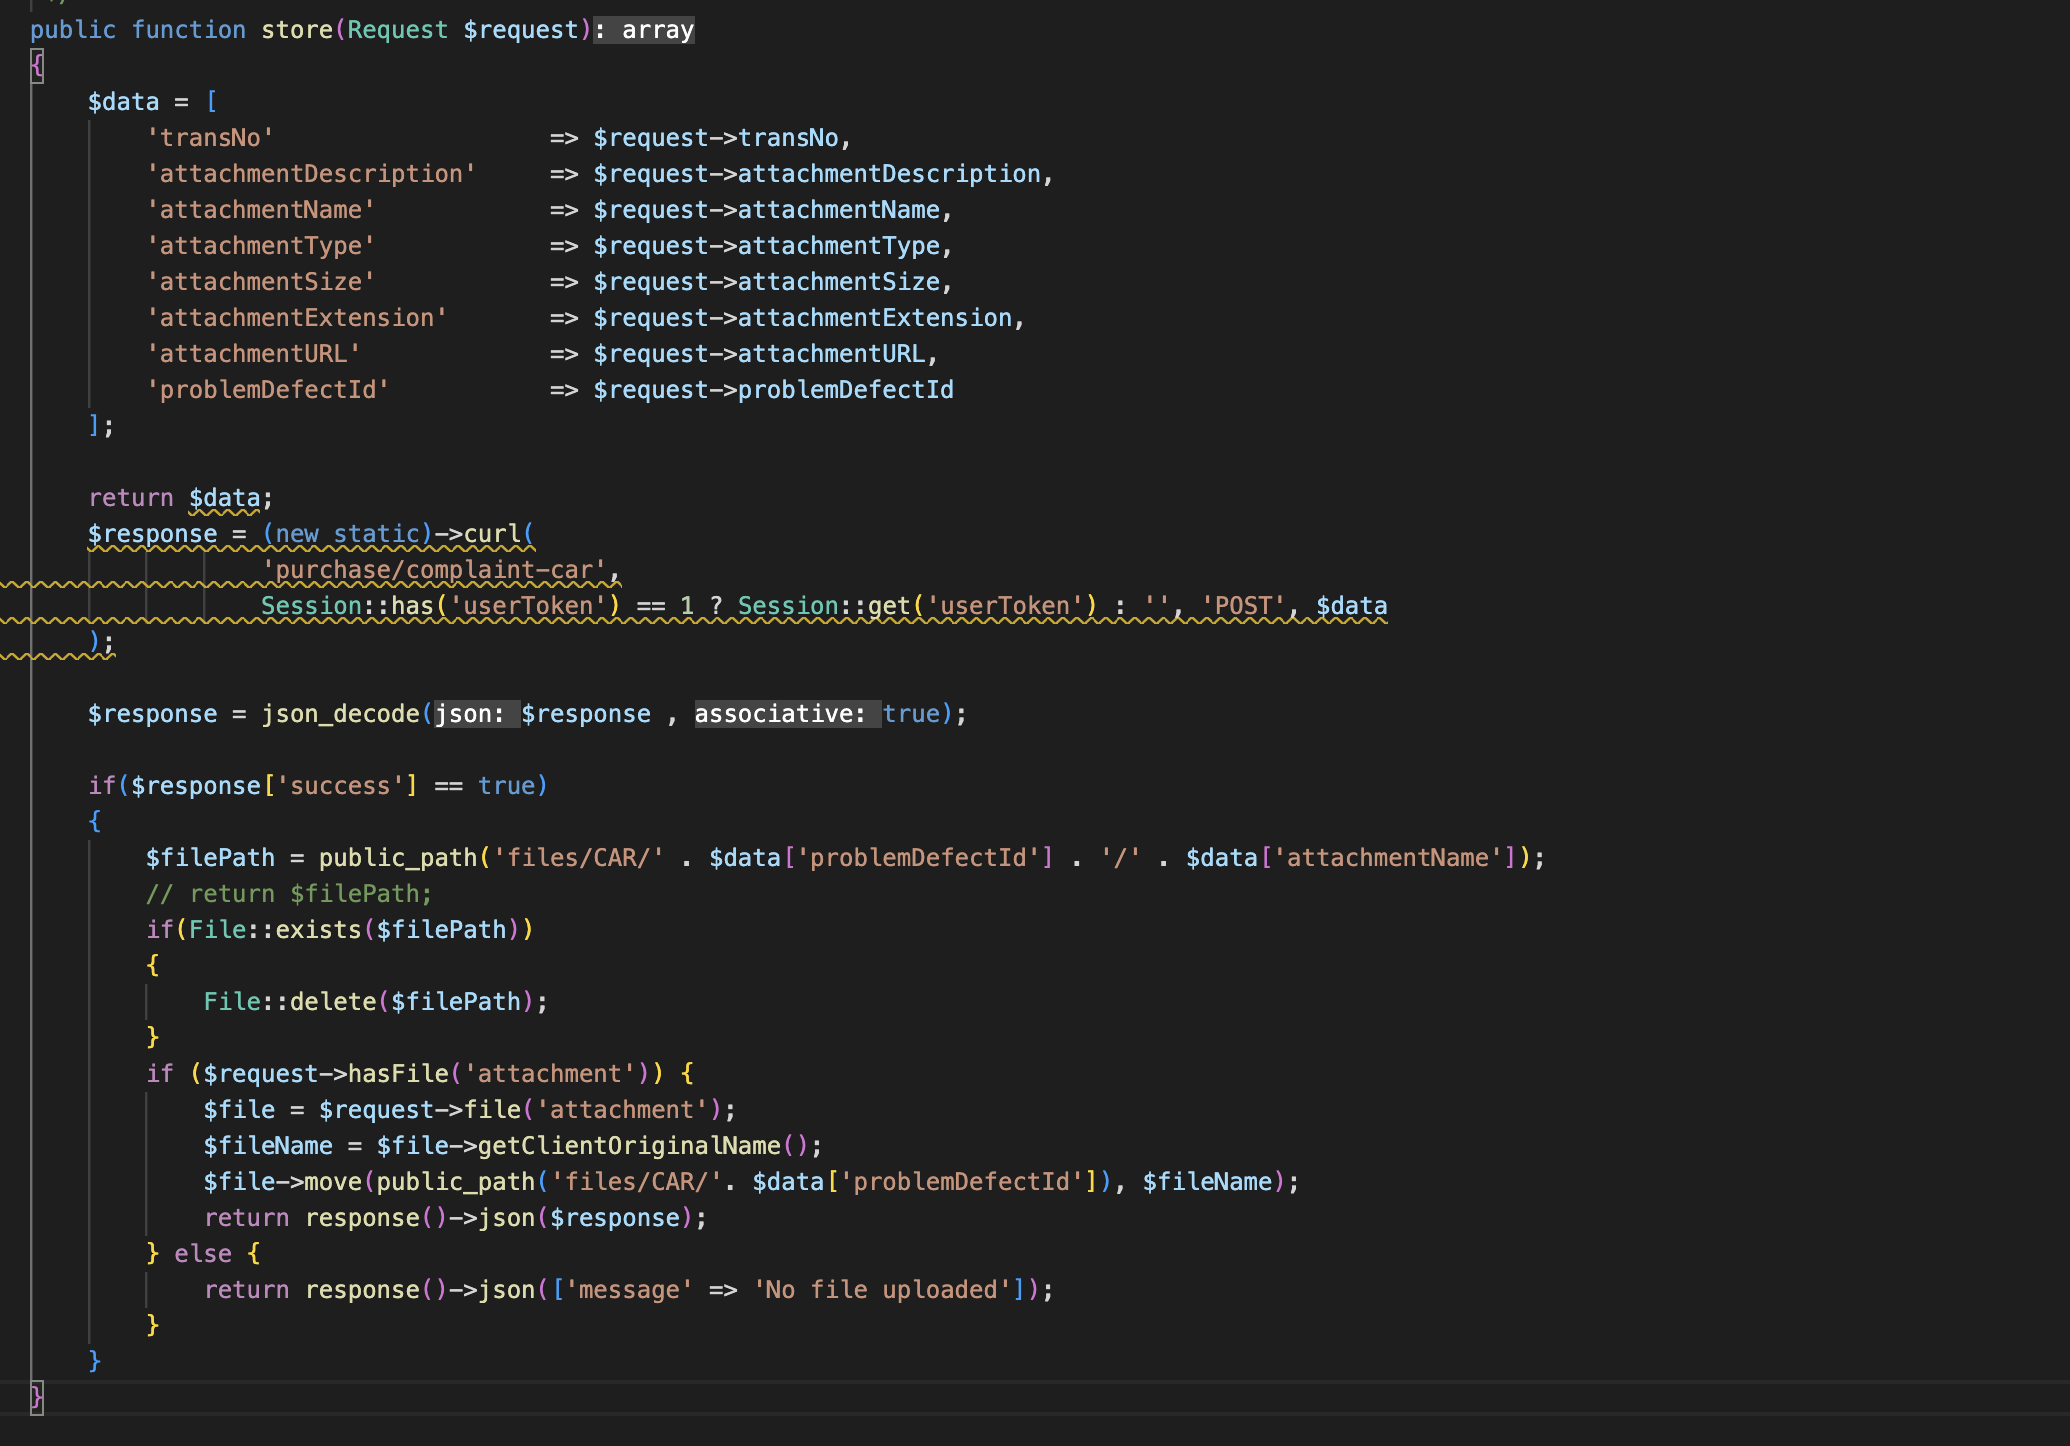 */
public function store(Request $request): array
{
    $data = [
        'transNo'                   => $request->transNo,
        'attachmentDescription'     => $request->attachmentDescription,
        'attachmentName'            => $request->attachmentName,
        'attachmentType'            => $request->attachmentType,
        'attachmentSize'            => $request->attachmentSize,
        'attachmentExtension'       => $request->attachmentExtension,
        'attachmentURL'             => $request->attachmentURL,
        'problemDefectId'           => $request->problemDefectId
    ];

    return $data;
    $response = (new static)->curl(
                'purchase/complaint-car',
                Session::has('userToken') == 1 ? Session::get('userToken') : '', 'POST', $data
    );

    $response = json_decode(json: $response , associative: true);

    if($response['success'] == true)
    {
        $filePath = public_path('files/CAR/' . $data['problemDefectId'] . '/' . $data['attachmentName']);
        // return $filePath;
        if(File::exists($filePath))
        {
            File::delete($filePath);
        }
        if ($request->hasFile('attachment')) {
            $file = $request->file('attachment');
            $fileName = $file->getClientOriginalName();
            $file->move(public_path('files/CAR/'. $data['problemDefectId']), $fileName);
            return response()->json($response);
        } else {
            return response()->json(['message' => 'No file uploaded']);
        }
    }
}